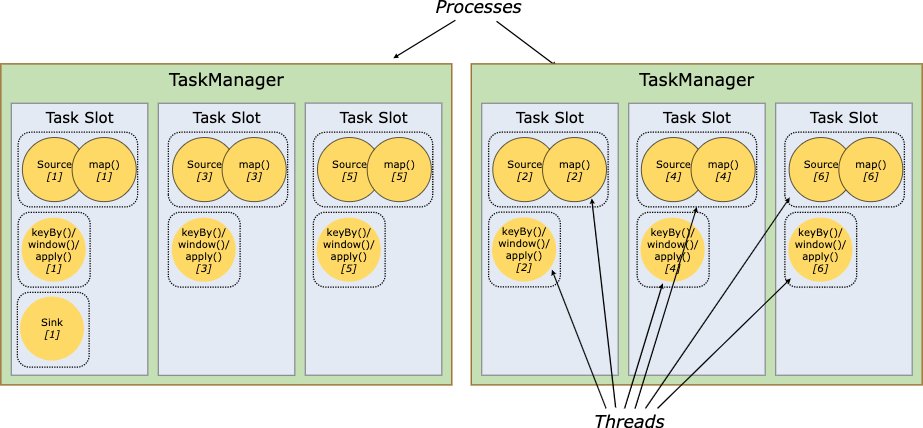 Processes
TaskManager
Task Slot
Source
[1]
map()
[1]
keyBy()/
window()/
apply()
[1]
Sink
[1]
Task Slot
Source
[3]
map()
[3]
keyBy()/
window()/
apply()
[3]
Task Slot
Source
[5]
map()
[5]
keyBy()/
window()/
apply()
[5]
TaskManager
Task Slot
Source
[2]
map()
[2]
keyBy()/
window()/
apply()
[2]
Task Slot
Source
[4]
map()
[4]
keyBy()/
window()/
apply()
[4]
Task Slot
Source
[6]
map()
[6]
keyBy()/
window()/
apply()
[6]
Threads